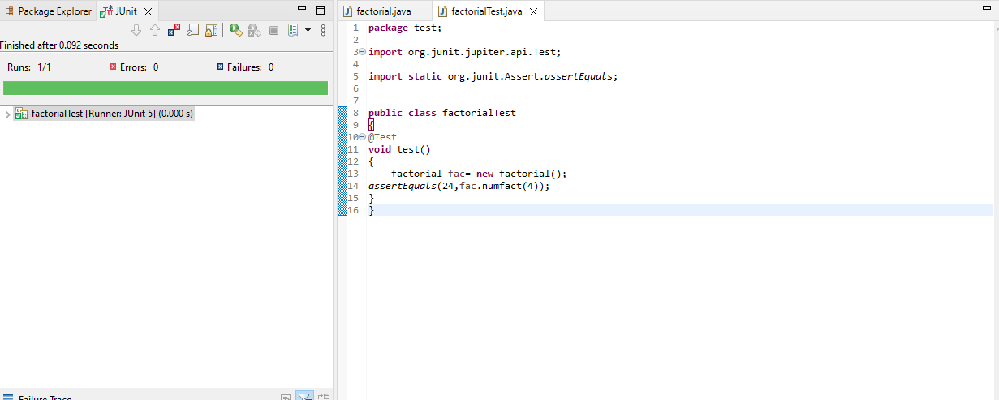 Package Explorer
JUnit
Finished after 0.092 seconds
Runs: 1/1
Errors: 0
Failures: 0
factorialTest [Runner: JUnit 5] (0.000 s)
Failure Trace
factorial.java
factorialTest.java
1 package test;
2
3 import org.junit.jupiter.api.Test;
4
5 import static org.junit.Assert.assertEquals;
6
7
8 public class factorialTest
9 {
10 @Test
11 void test()
12 {
13 factorial fac= new factorial();
14 assertEquals(24,fac.numfact(4));
15 }
16 }